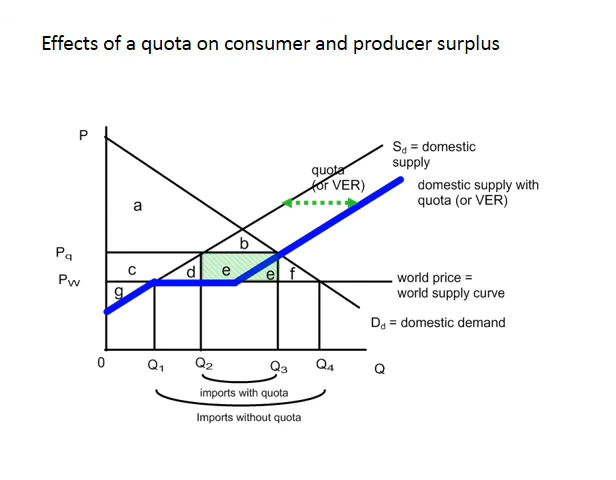 Effects of a quota on consumer and producer surplus
P
Sd = domestic
supply
quota
(or VER)
domestic supply with
quota (or VER)
a
b
Pq
c
d
e
e
f
PW
g
world price =
world supply curve
Dd = domestic demand
0
Q1
Q2
Q3
Q4
Q
imports with quota
Imports without quota